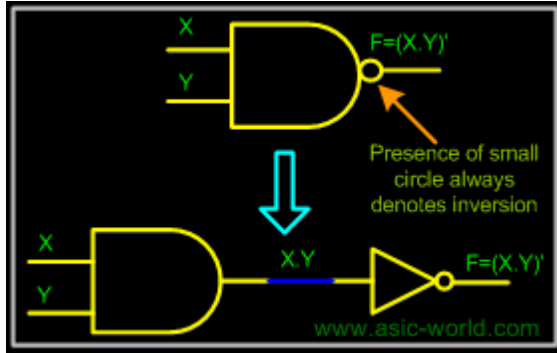 X
F=(X.Y)'
Y
Presence of small
circle always
denotes inversion
X
X.Y
F=(X.Y)'
Y
www.asic-world.com